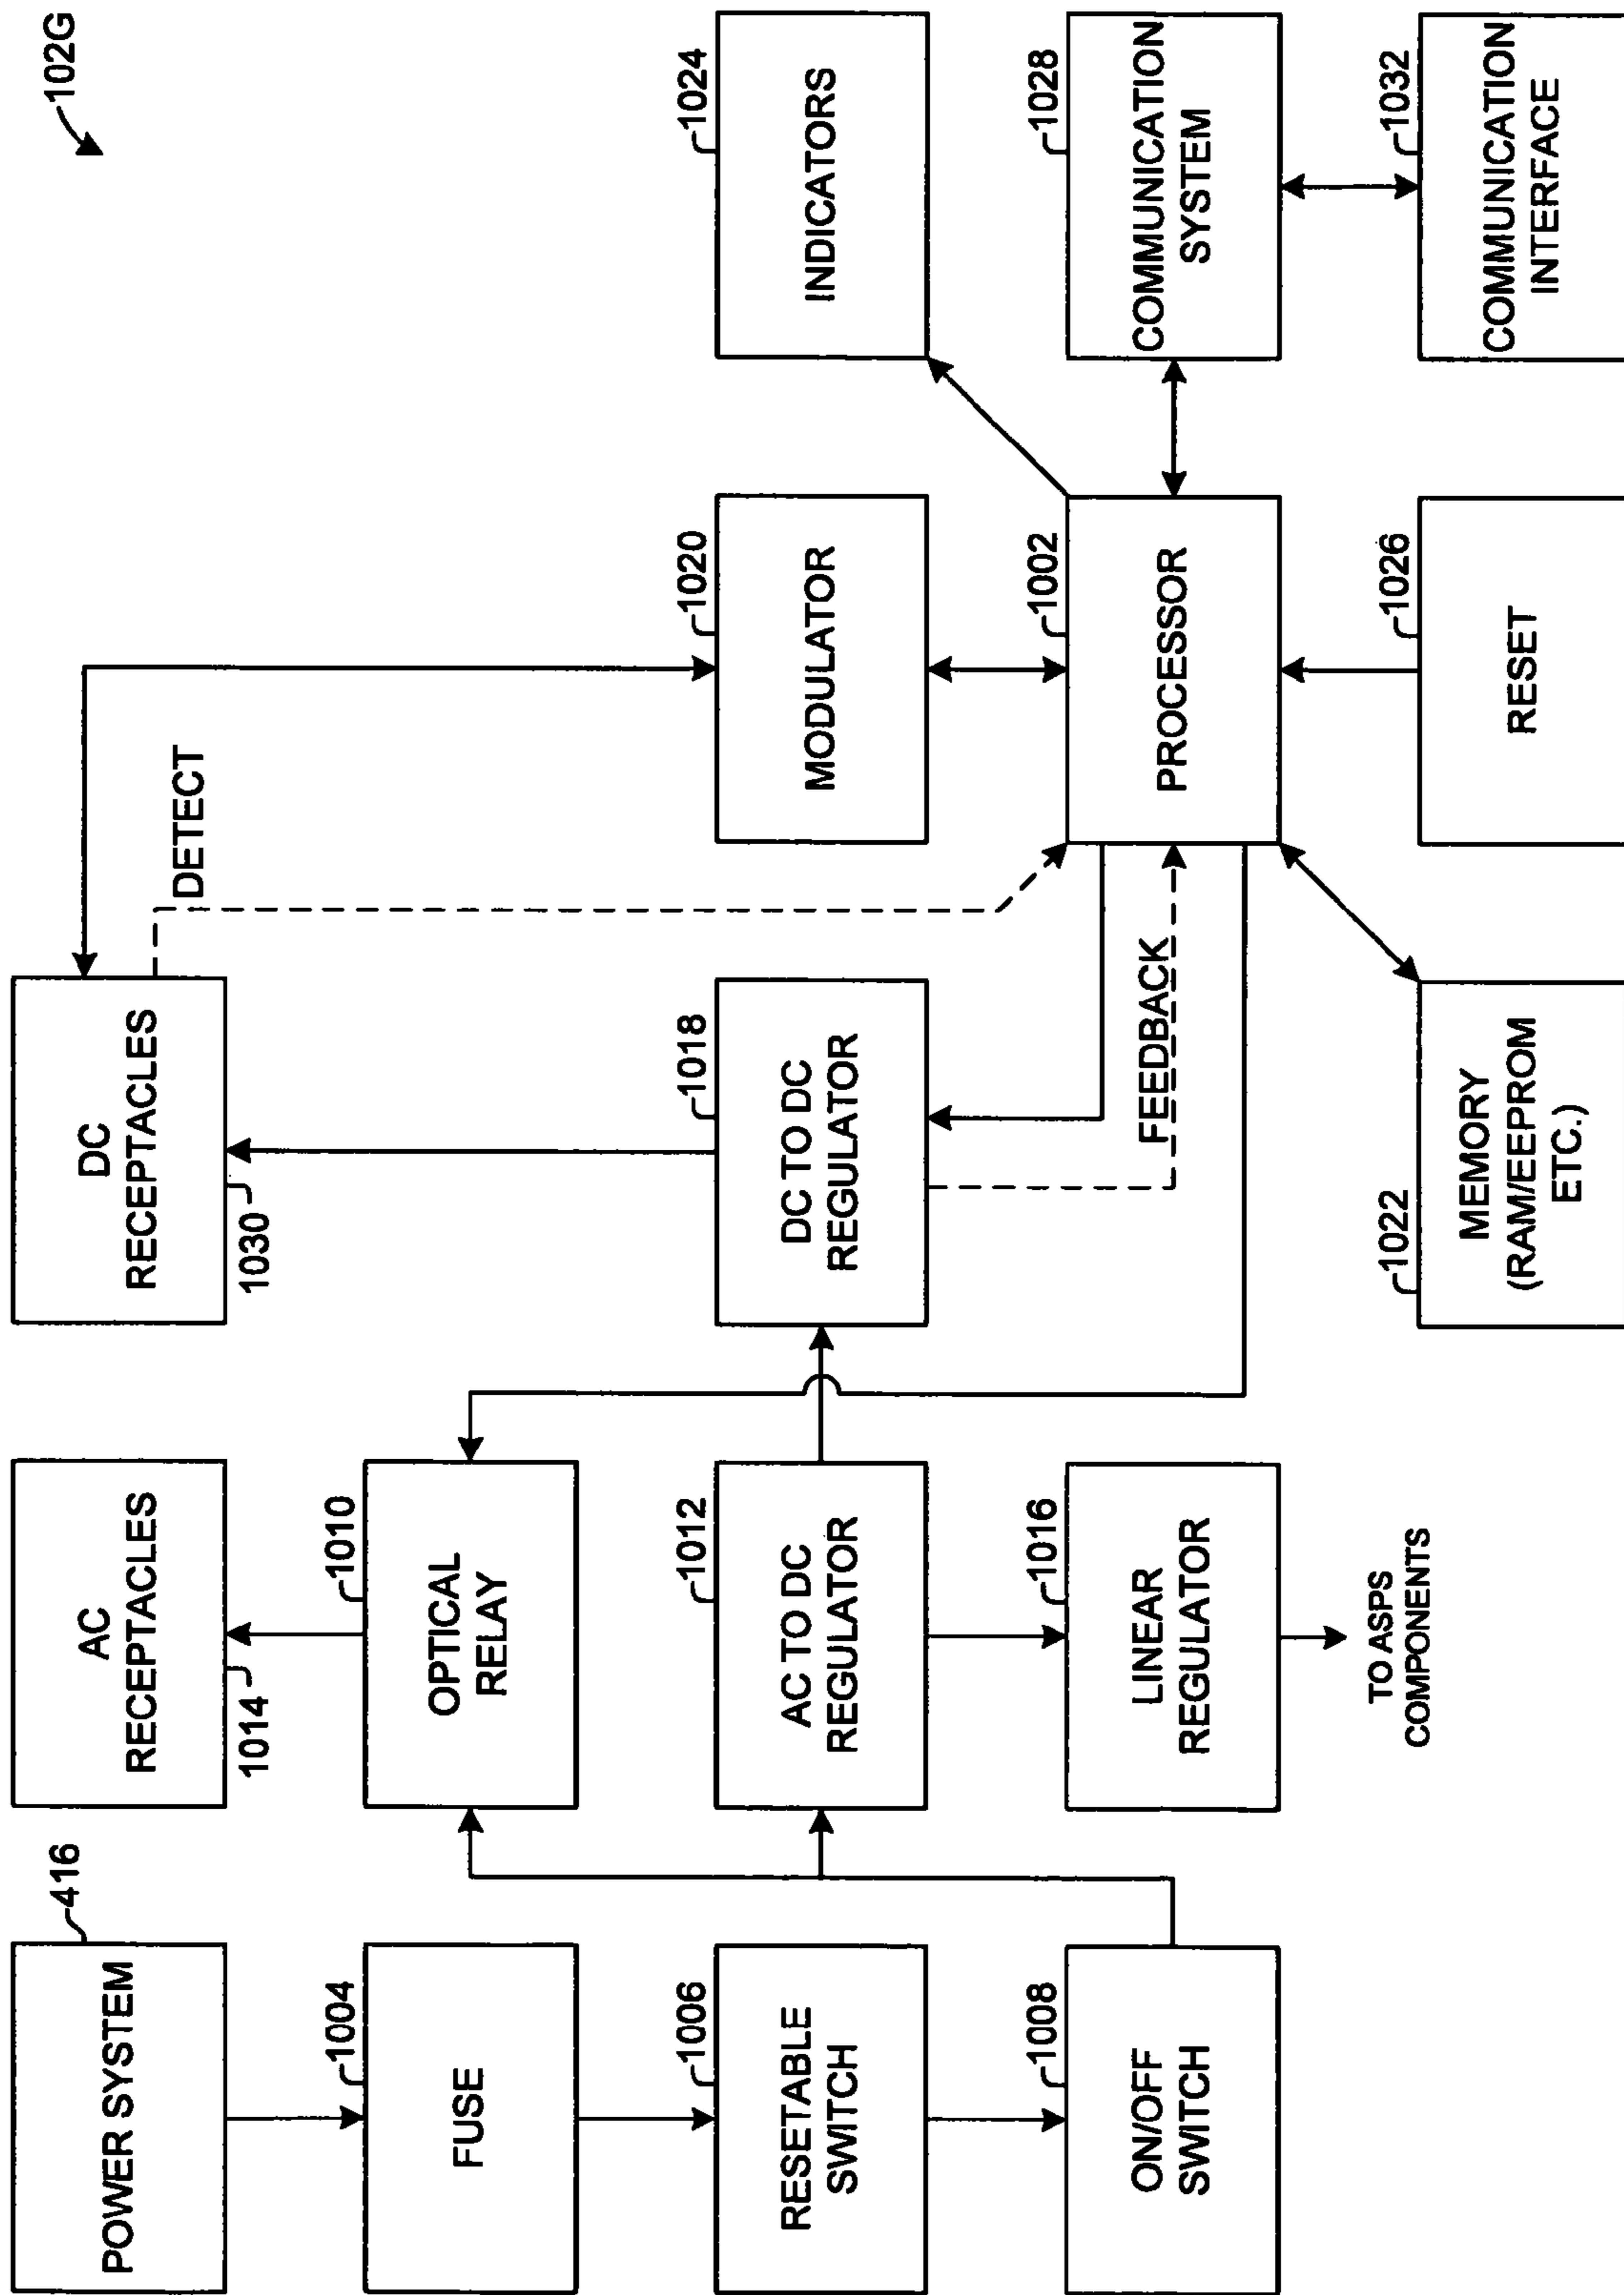 102G
POWER SYSTEM
416
AC
RECEPTACLES
1014
DC
RECEPTACLES
1030
DETECT
FUSE
1004
OPTICAL
RELAY
1010
RESETABLE
SWITCH
1006
AC TO DC
REGULATOR
1012
DC TO DC
REGULATOR
1018
MODULATOR
1020
INDICATORS
1024
ON/OFF
SWITCH
1008
LINEAR
REGULATOR
1016
FEEDBACK
PROCESSOR
1002
COMMUNICATION
SYSTEM
1028
TO ASPS
COMPONENTS
MEMORY
(RAM/EEPROM
ETC.)
1022
RESET
1026
COMMUNICATION
INTERFACE
1032